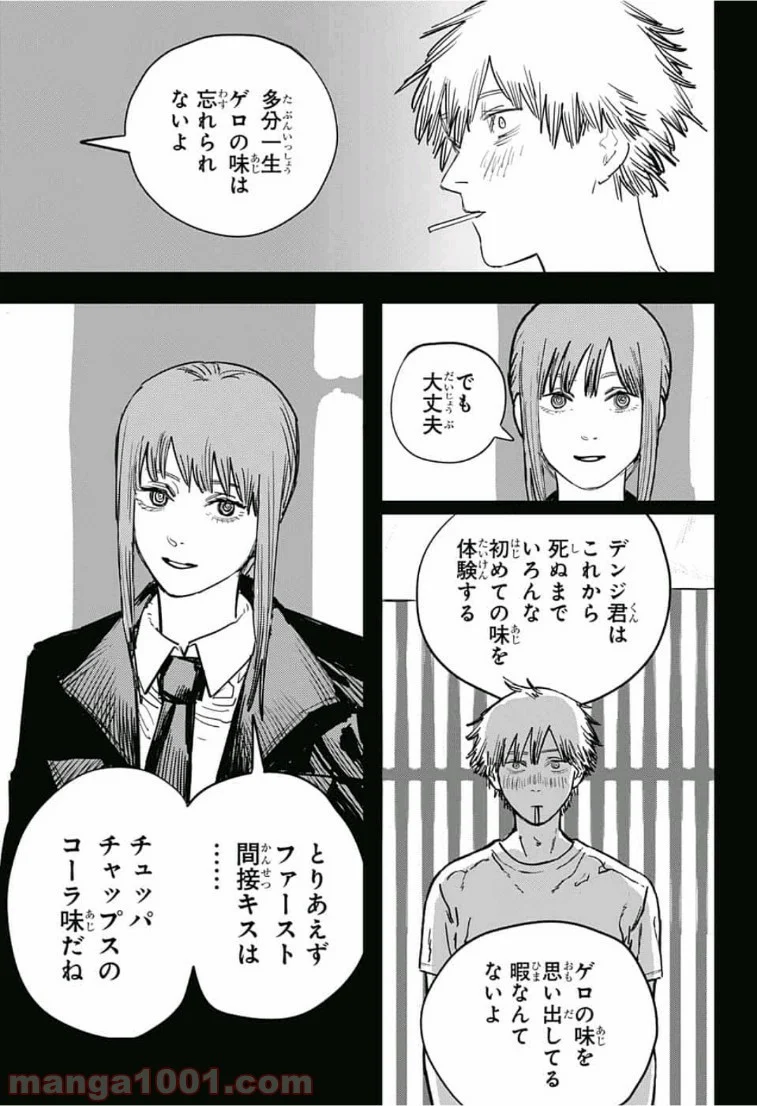 多分一生
ゲロの味は
忘れられ
ないよ
でも
大丈夫
デンジ君は
これから
死ぬまで
いろんな
初めての味を
体験する
ゲロの味を
思い出してる
暇なんて
ないよ
とりあえず
ファースト
間接キスは
……
チュッパ
チャップスの
コーラ味だね
manga1001.com